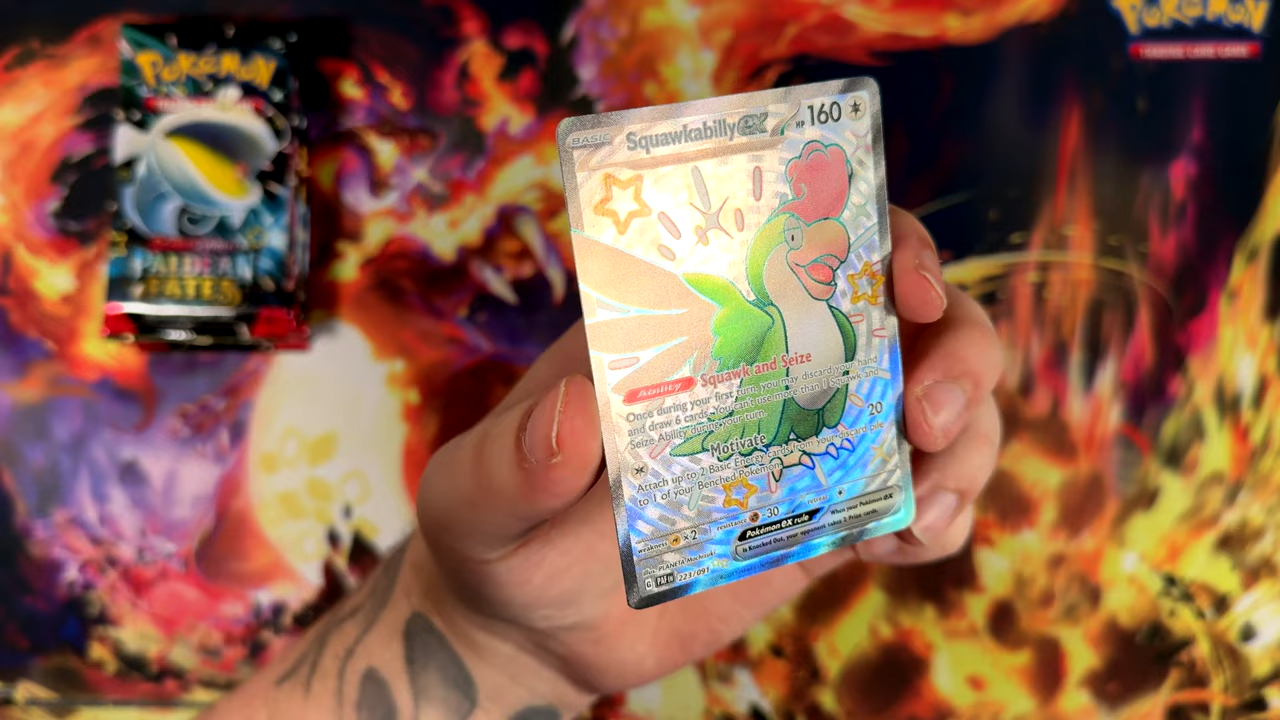 POKÉMON
PALDEAN
FATES
POKÉMON
TRADING CARD GAME
BASIC Squawkabilly ex HP 160
Ability Squawk and Seize
Once during your first turn, you may discard your hand
and draw 6 cards. You can't use more than 1 Squawk and
Seize Ability during your turn.
Motivate 20
Attach up to 2 Basic Energy cards from your discard pile
to 1 of your Benched Pokémon.
weakness ×2 resistance -30 retreat
Pokémon ex rule When your Pokémon ex
is Knocked Out, your opponent takes 2 Prize cards.
Illus. PLANETA Mochizuki
G PAF EN 223/091